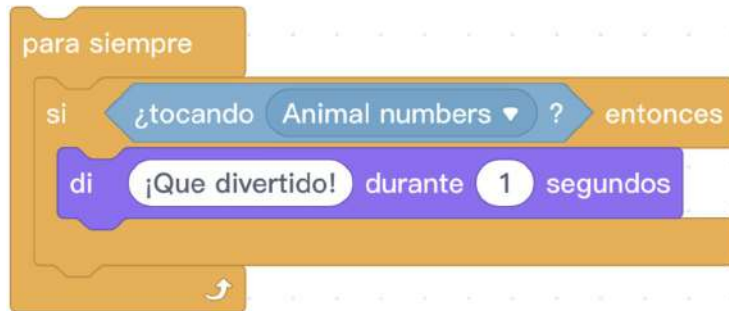 para siempre
si ¿tocando Animal numbers ? entonces
di ¡Que divertido! durante 1 segundos